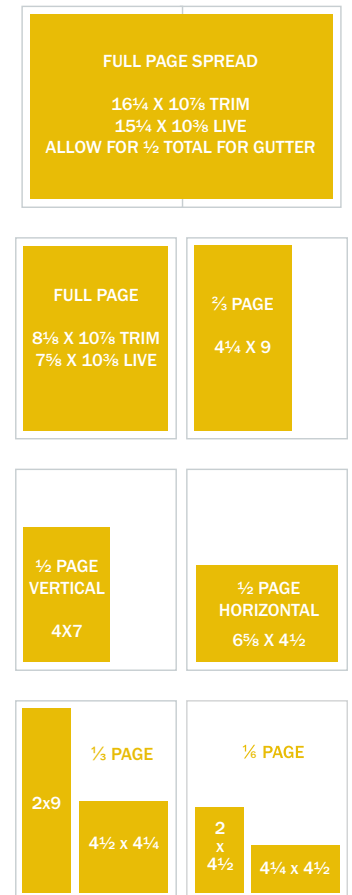 FULL PAGE SPREAD
16¼ X 10⅞ TRIM
15¼ X 10⅜ LIVE
ALLOW FOR ½ TOTAL FOR GUTTER
FULL PAGE
8⅛ X 10⅞ TRIM
7⅝ X 10⅜ LIVE
⅔ PAGE
4¼ X 9
½ PAGE
VERTICAL
4X7
½ PAGE
HORIZONTAL
6⅝ X 4½
⅓ PAGE
2x9
4½ x 4¼
⅙ PAGE
2
x
4½
4¼ x 4½